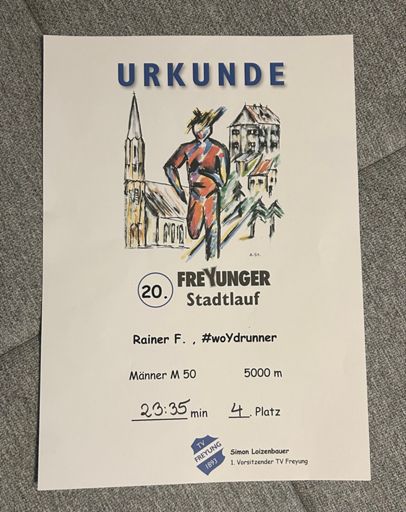 URKUNDE
A.St.
20. FREYUNGER
Stadtlauf
Rainer F. , #woYdrunner
Männer M 50 5000 m
23:35 min 4. Platz
TV
FREYUNG
1893
Simon Loizenbauer
1. Vorsitzender TV Freyung